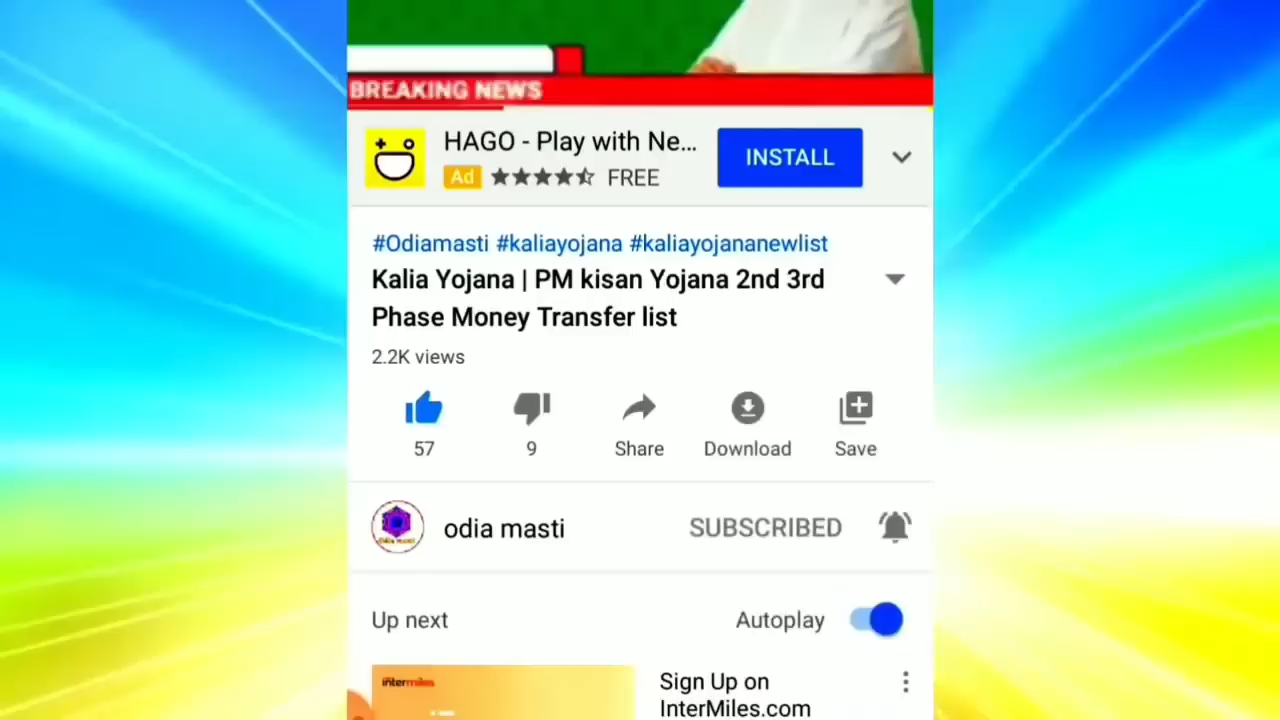 BREAKING NEWS
HAGO - Play with Ne...
Ad FREE
INSTALL
#Odiamasti #kaliayojana #kaliayojananewlist
Kalia Yojana | PM kisan Yojana 2nd 3rd
Phase Money Transfer list
2.2K views
57
9
Share
Download
Save
odia masti
SUBSCRIBED
Up next
Autoplay
intermiles
Sign Up on
InterMiles.com